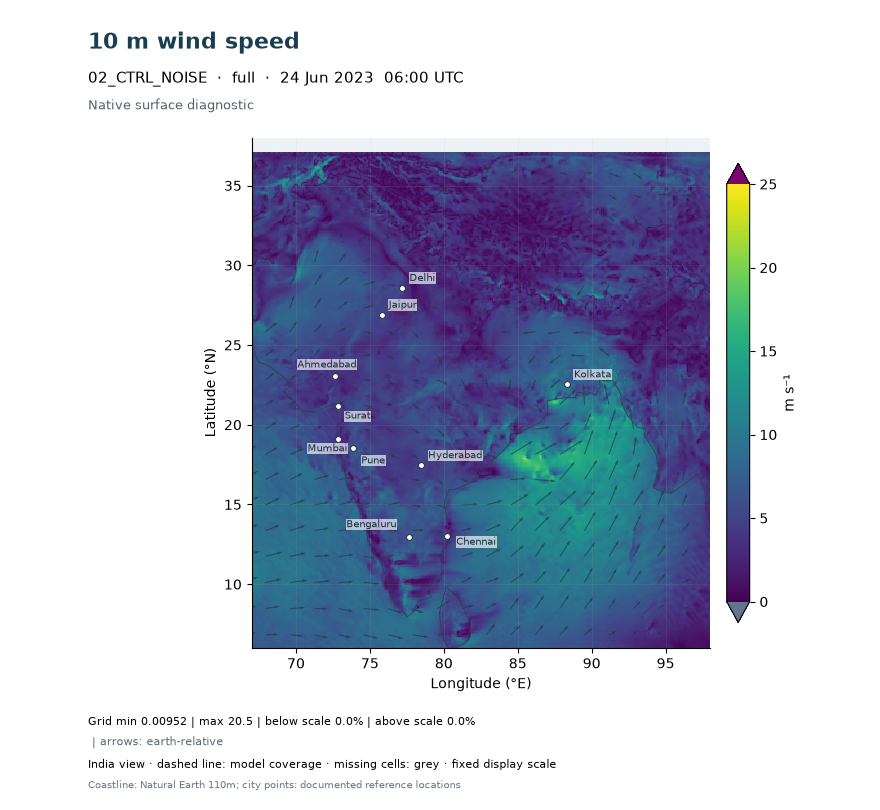 10 m wind speed
02_CTRL_NOISE · full · 24 Jun 2023 06:00 UTC
Native surface diagnostic
35
30
25
20
15
10
Latitude (°N)
Delhi
Jaipur
Ahmedabad
Surat
Kolkata
Mumbai
Pune
Hyderabad
Bengaluru
Chennai
70 75 80 85 90 95
Longitude (°E)
25
20
15
10
5
0
m s⁻¹
Grid min 0.00952 | max 20.5 | below scale 0.0% | above scale 0.0%
| arrows: earth-relative
India view · dashed line: model coverage · missing cells: grey · fixed display scale
Coastline: Natural Earth 110m; city points: documented reference locations